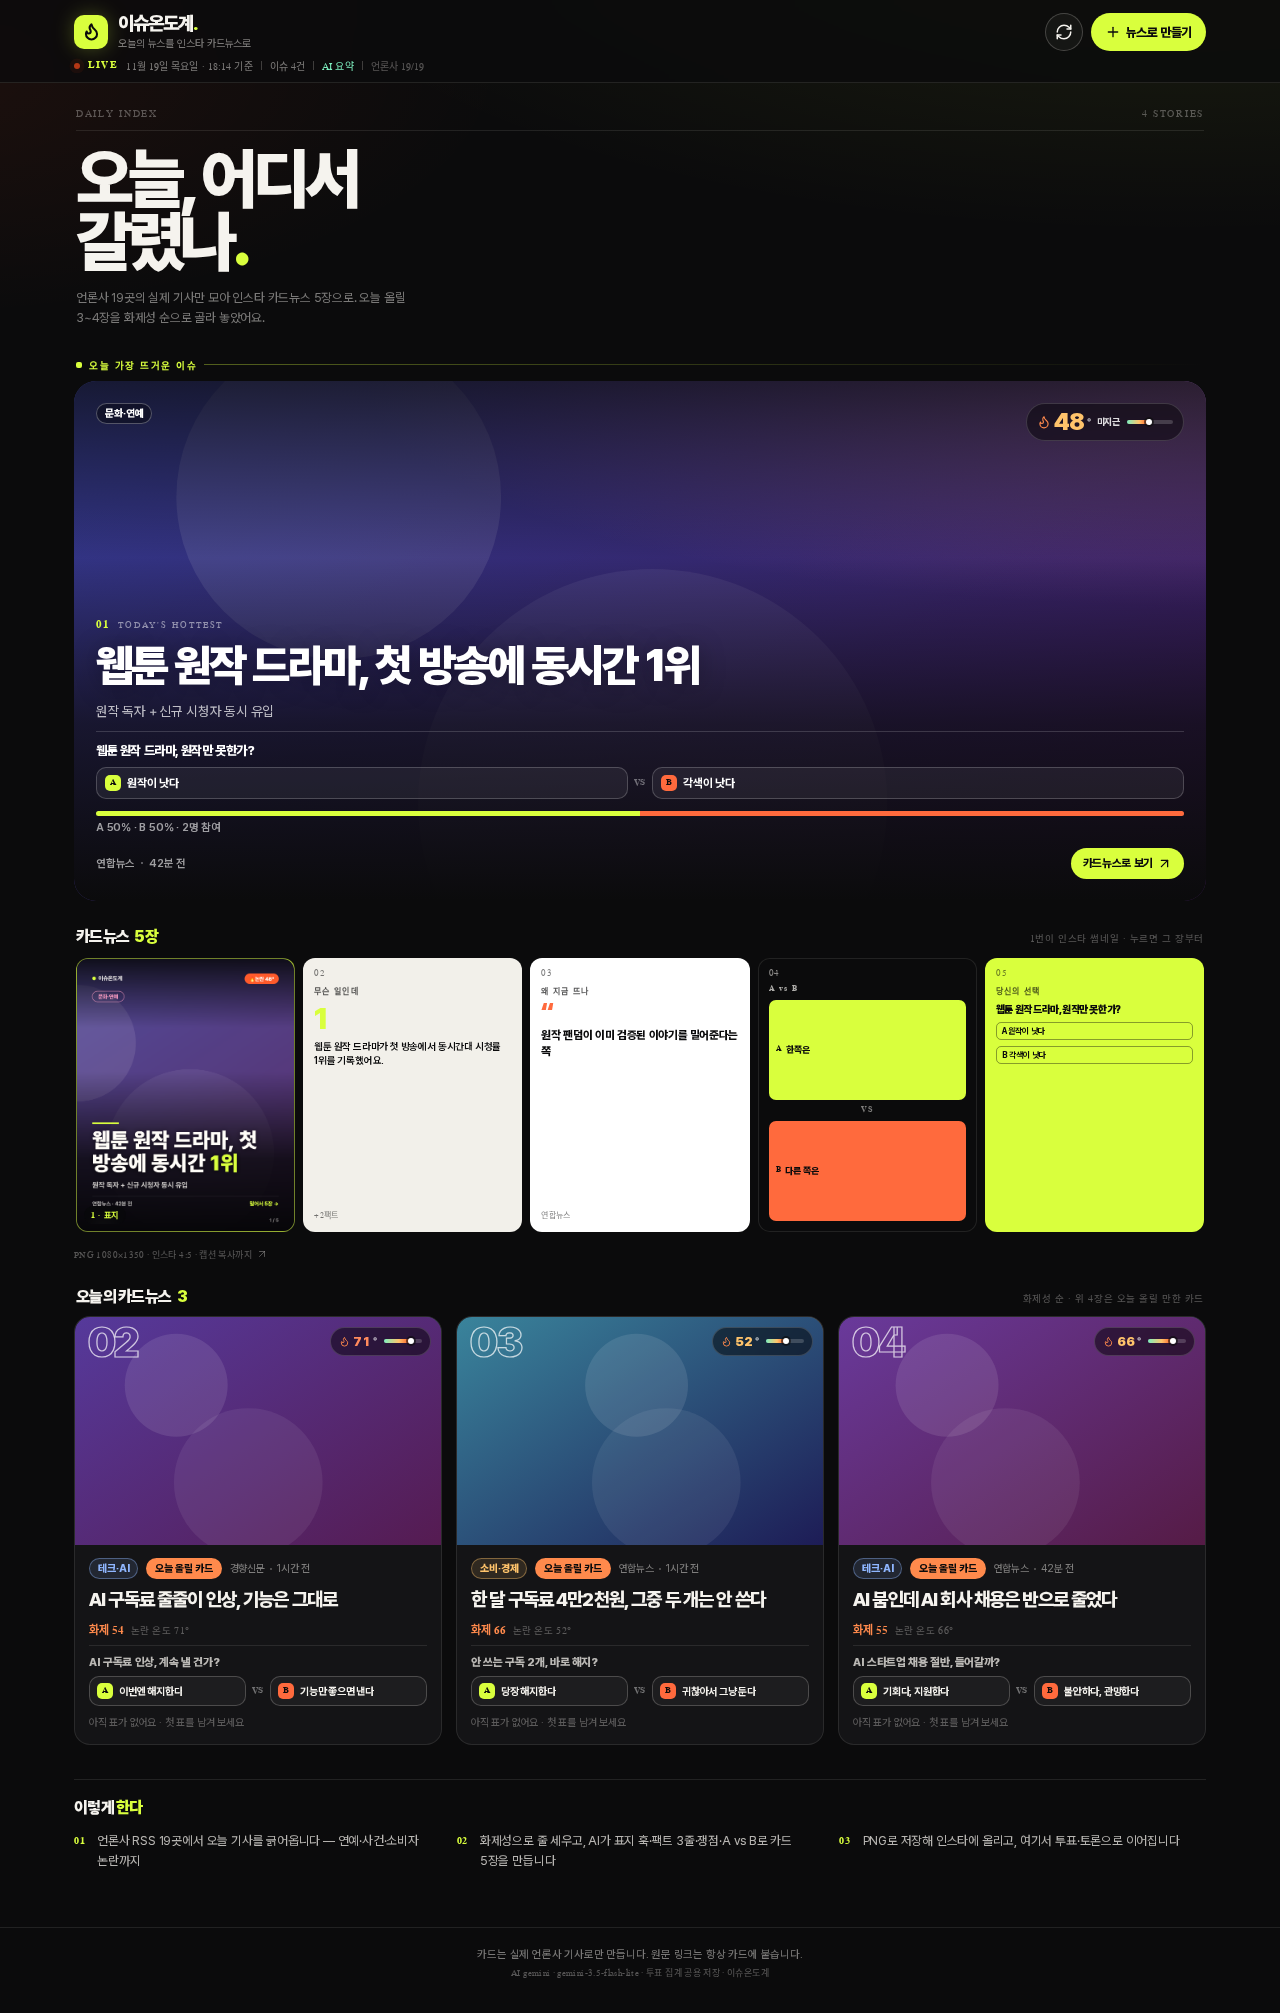 이슈온도계.
오늘의 뉴스를 인스타 카드뉴스로
뉴스로 만들기
LIVE 11월 19일 목요일 · 18:14 기준 | 이슈 4건 | AI 요약 | 언론사 19/19
DAILY INDEX
4 STORIES
오늘, 어디서
갈렸나.
언론사 19곳의 실제 기사만 모아 인스타 카드뉴스 5장으로. 오늘 올릴
3~4장을 화제성 순으로 골라 놓았어요.
오늘 가장 뜨거운 이슈
문화·연예
48° 미지근
01 TODAY'S HOTTEST
웹툰 원작 드라마, 첫 방송에 동시간 1위
원작 독자 + 신규 시청자 동시 유입
웹툰 원작 드라마, 원작만 못한가?
A 원작이 낫다
VS
B 각색이 낫다
A 50% · B 50% · 2명 참여
연합뉴스 · 42분 전
카드뉴스로 보기
카드뉴스 5장
1번이 인스타 썸네일 · 누르면 그 장부터
이슈온도계
논란 48°
문화·연예
웹툰 원작 드라마, 첫
방송에 동시간 1위
원작 독자 + 신규 시청자 동시 유입
연합뉴스 · 42분 전
밀어서 5장 →
1 · 표지
1 / 5
02
무슨 일인데
1
웹툰 원작 드라마가 첫 방송에서 동시간대 시청률
1위를 기록했어요.
+2팩트
03
왜 지금 뜨나
“
원작 팬덤이 이미 검증된 이야기를 밀어준다는
쪽
연합뉴스
04
A vs B
A 한쪽은
VS
B 다른 쪽은
05
당신의 선택
웹툰 원작 드라마, 원작만 못한가?
A 원작이 낫다
B 각색이 낫다
PNG 1080×1350 · 인스타 4:5 · 캡션 복사까지
오늘의 카드뉴스 3
화제성 순 · 위 4장은 오늘 올릴 만한 카드
02
71°
테크·AI 오늘 올릴 카드 경향신문 · 1시간 전
AI 구독료 줄줄이 인상, 기능은 그대로
화제 54 논란 온도 71°
AI 구독료 인상, 계속 낼 건가?
A 이번엔 해지한다
VS
B 기능만 좋으면 낸다
아직 표가 없어요 · 첫 표를 남겨보세요
03
52°
소비·경제 오늘 올릴 카드 연합뉴스 · 1시간 전
한 달 구독료 4만2천원, 그중 두 개는 안 쓴다
화제 66 논란 온도 52°
안 쓰는 구독 2개, 바로 해지?
A 당장 해지한다
VS
B 귀찮아서 그냥 둔다
아직 표가 없어요 · 첫 표를 남겨보세요
04
66°
테크·AI 오늘 올릴 카드 연합뉴스 · 42분 전
AI 붐인데 AI 회사 채용은 반으로 줄었다
화제 55 논란 온도 66°
AI 스타트업 채용 절반, 들어갈까?
A 기회다, 지원한다
VS
B 불안하다, 관망한다
아직 표가 없어요 · 첫 표를 남겨보세요
이렇게 한다
01 언론사 RSS 19곳에서 오늘 기사를 긁어옵니다 — 연예·사건·소비자
논란까지
02 화제성으로 줄 세우고, AI가 표지 훅·팩트 3줄·쟁점·A vs B로 카드
5장을 만듭니다
03 PNG로 저장해 인스타에 올리고, 여기서 투표·토론으로 이어집니다
카드는 실제 언론사 기사로만 만듭니다. 원문 링크는 항상 카드에 붙습니다.
AI gemini · gemini-3.5-flash-lite · 투표 집계 공용 저장 · 이슈온도계